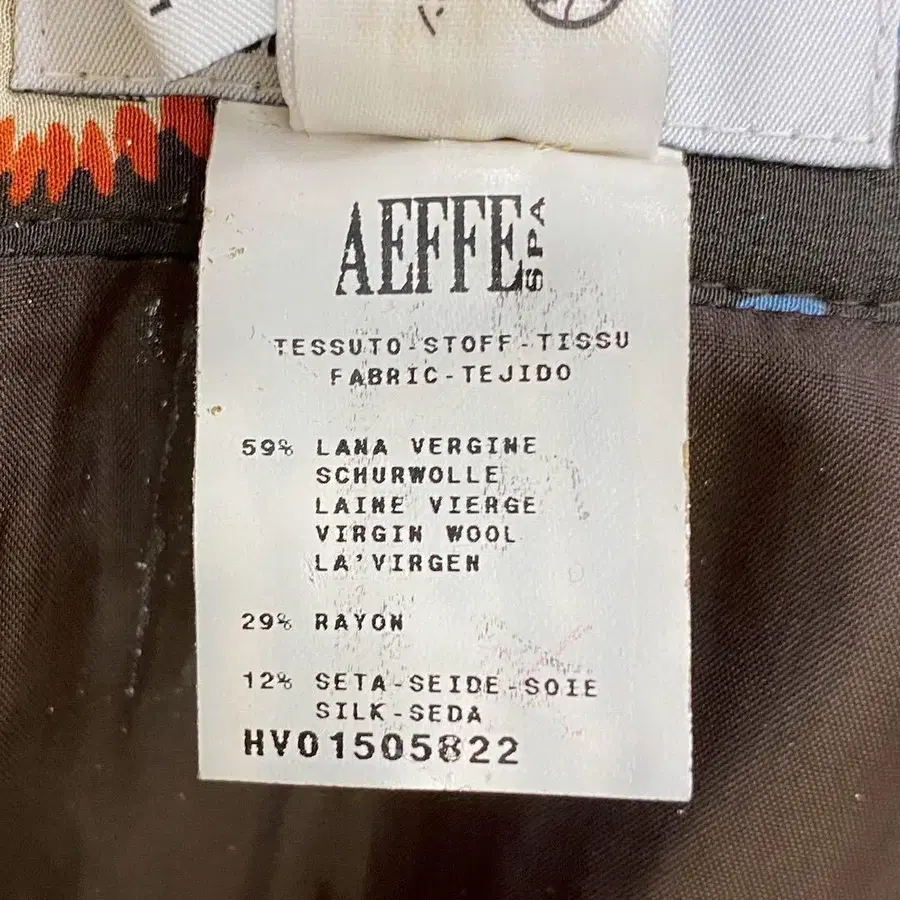 AEFFE SPA
TESSUTO-STOFF-TISSU
FABRIC-TEJIDO
59% LANA VERGINE
SCHURWOLLE
LAINE VIERGE
VIRGIN WOOL
LA'VIRGEN
29% RAYON
12% SETA-SEIDE-SOIE
SILK-SEDA
HV01505822